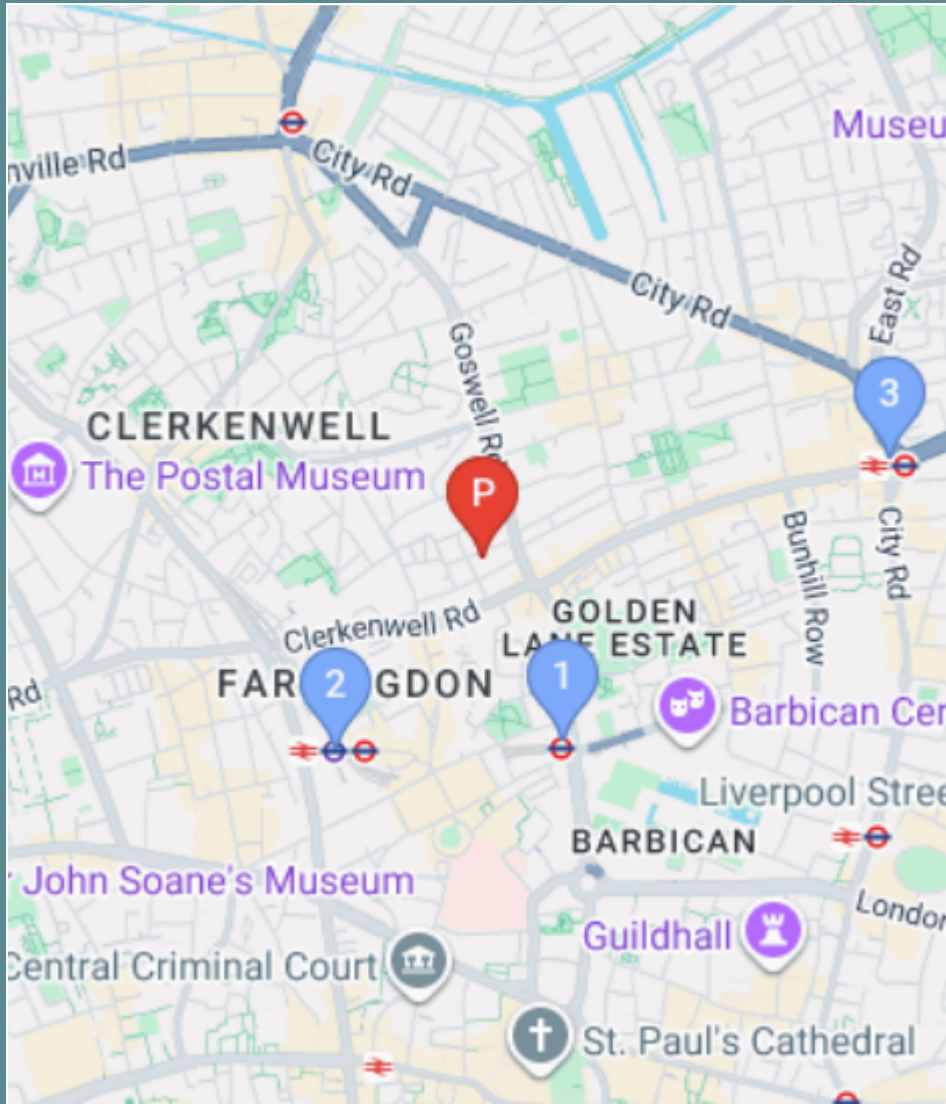 Museu
nville Rd
City Rd
City Rd
East Rd
Goswell Rd
3
CLERKENWELL
The Postal Museum
P
City Rd
Bunhill Row
Clerkenwell Rd
GOLDEN
LANE ESTATE
FAR GDON
2
1
Rd
Barbican Cer
Liverpool Stree
BARBICAN
John Soane's Museum
London
Guildhall
Central Criminal Court
St. Paul's Cathedral